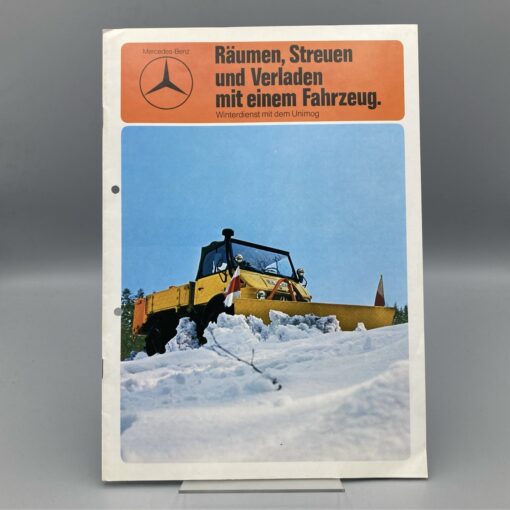 Mercedes-Benz
Räumen, Streuen
und Verladen
mit einem Fahrzeug.
Winterdienst mit dem Unimog